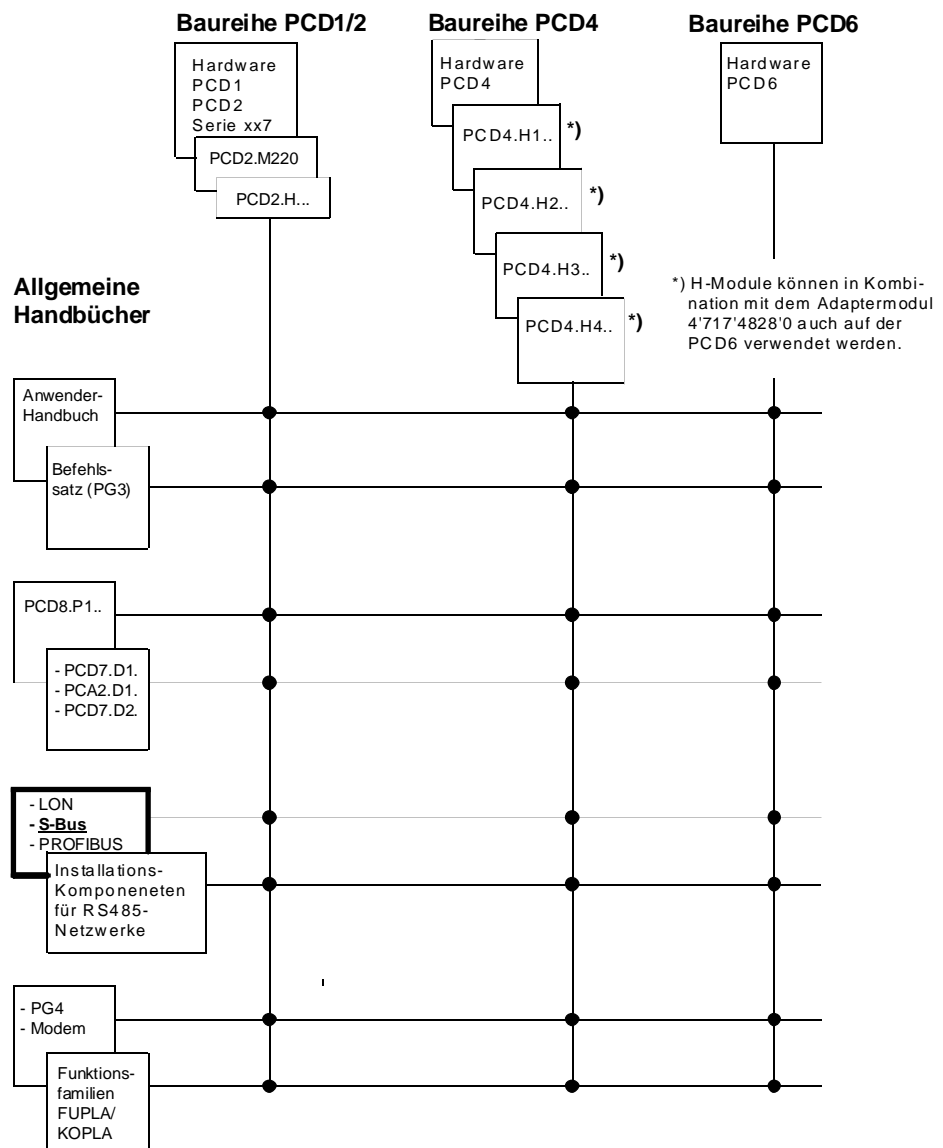 Baureihe PCD1/2
Baureihe PCD4
Baureihe PCD6
Hardware
PCD1
PCD2
Serie xx7
PCD2.M220
PCD2.H...
Hardware
PCD4
PCD4.H1.. *)
PCD4.H2.. *)
PCD4.H3.. *)
PCD4.H4.. *)
Hardware
PCD6
*) H-Module können in Kombi-
nation mit dem Adaptermodul
4'717'4828'0 auch auf der
PCD6 verwendet werden.
Allgemeine
Handbücher
Anwender-
Handbuch
Befehls-
satz (PG3)
PCD8.P1..
- PCD7.D1.
- PCA2.D1.
- PCD7.D2.
- LON
- S-Bus
- PROFIBUS
Installations-
Komponeneten
für RS485-
Netzwerke
- PG4
- Modem
Funktions-
familien
FUPLA/
KOPLA